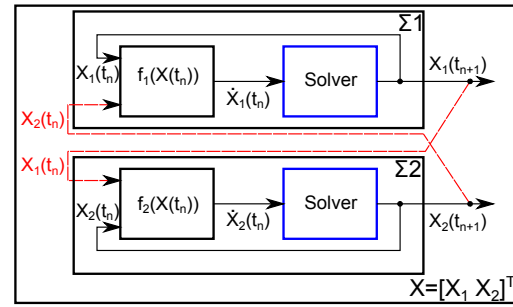 Σ1
X₁(tₙ)
f₁(X(tₙ))
Ẋ₁(tₙ)
Solver
X₁(tₙ₊₁)
X₂(tₙ)
X₁(tₙ)
Σ2
X₂(tₙ)
f₂(X(tₙ))
Ẋ₂(tₙ)
Solver
X₂(tₙ₊₁)
X=[X₁ X₂]ᵀ